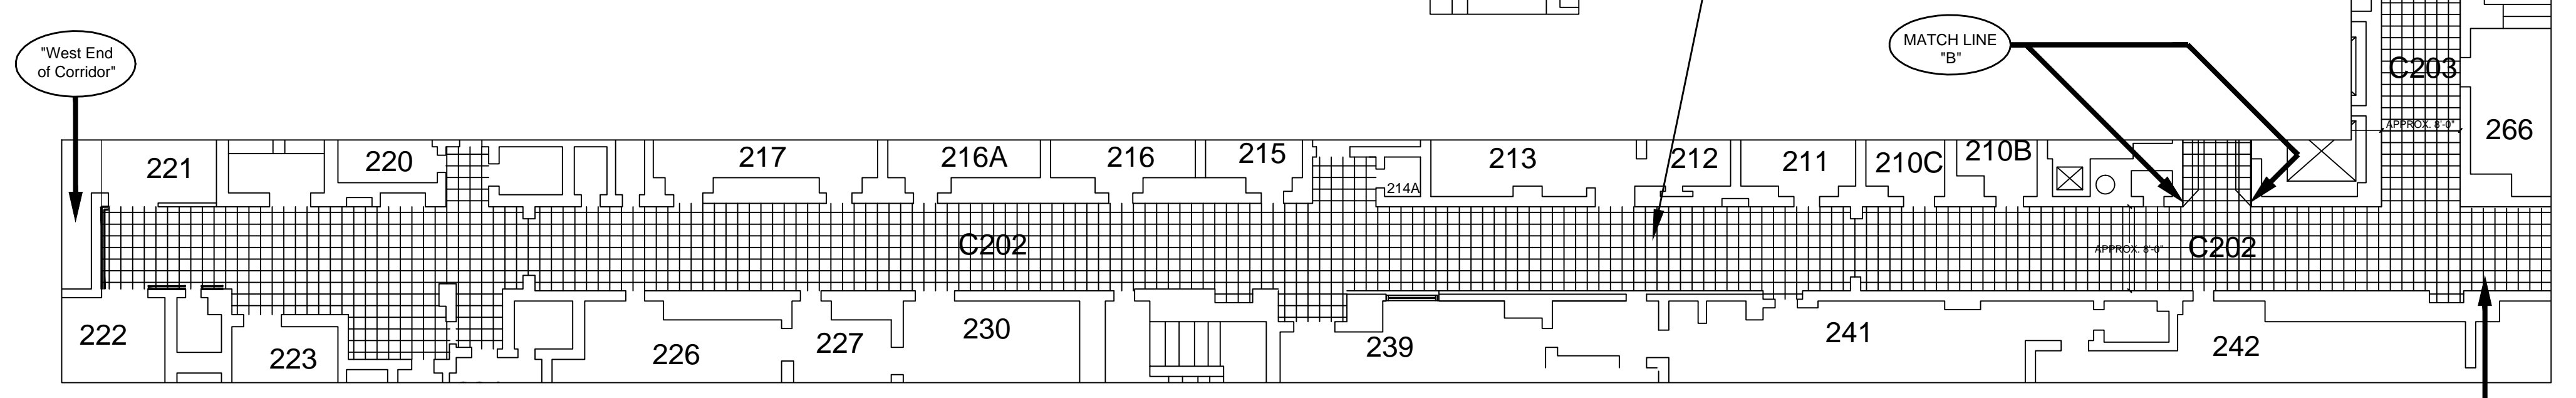 "West End
of Corridor"
MATCH LINE
"B"
C203
APPROX. 8'-0"
266
221
220
217
216A
216
215
214A
213
212
211
210C
210B
C202
APPROX. 8'-0"
C202
222
223
226
227
230
239
241
242